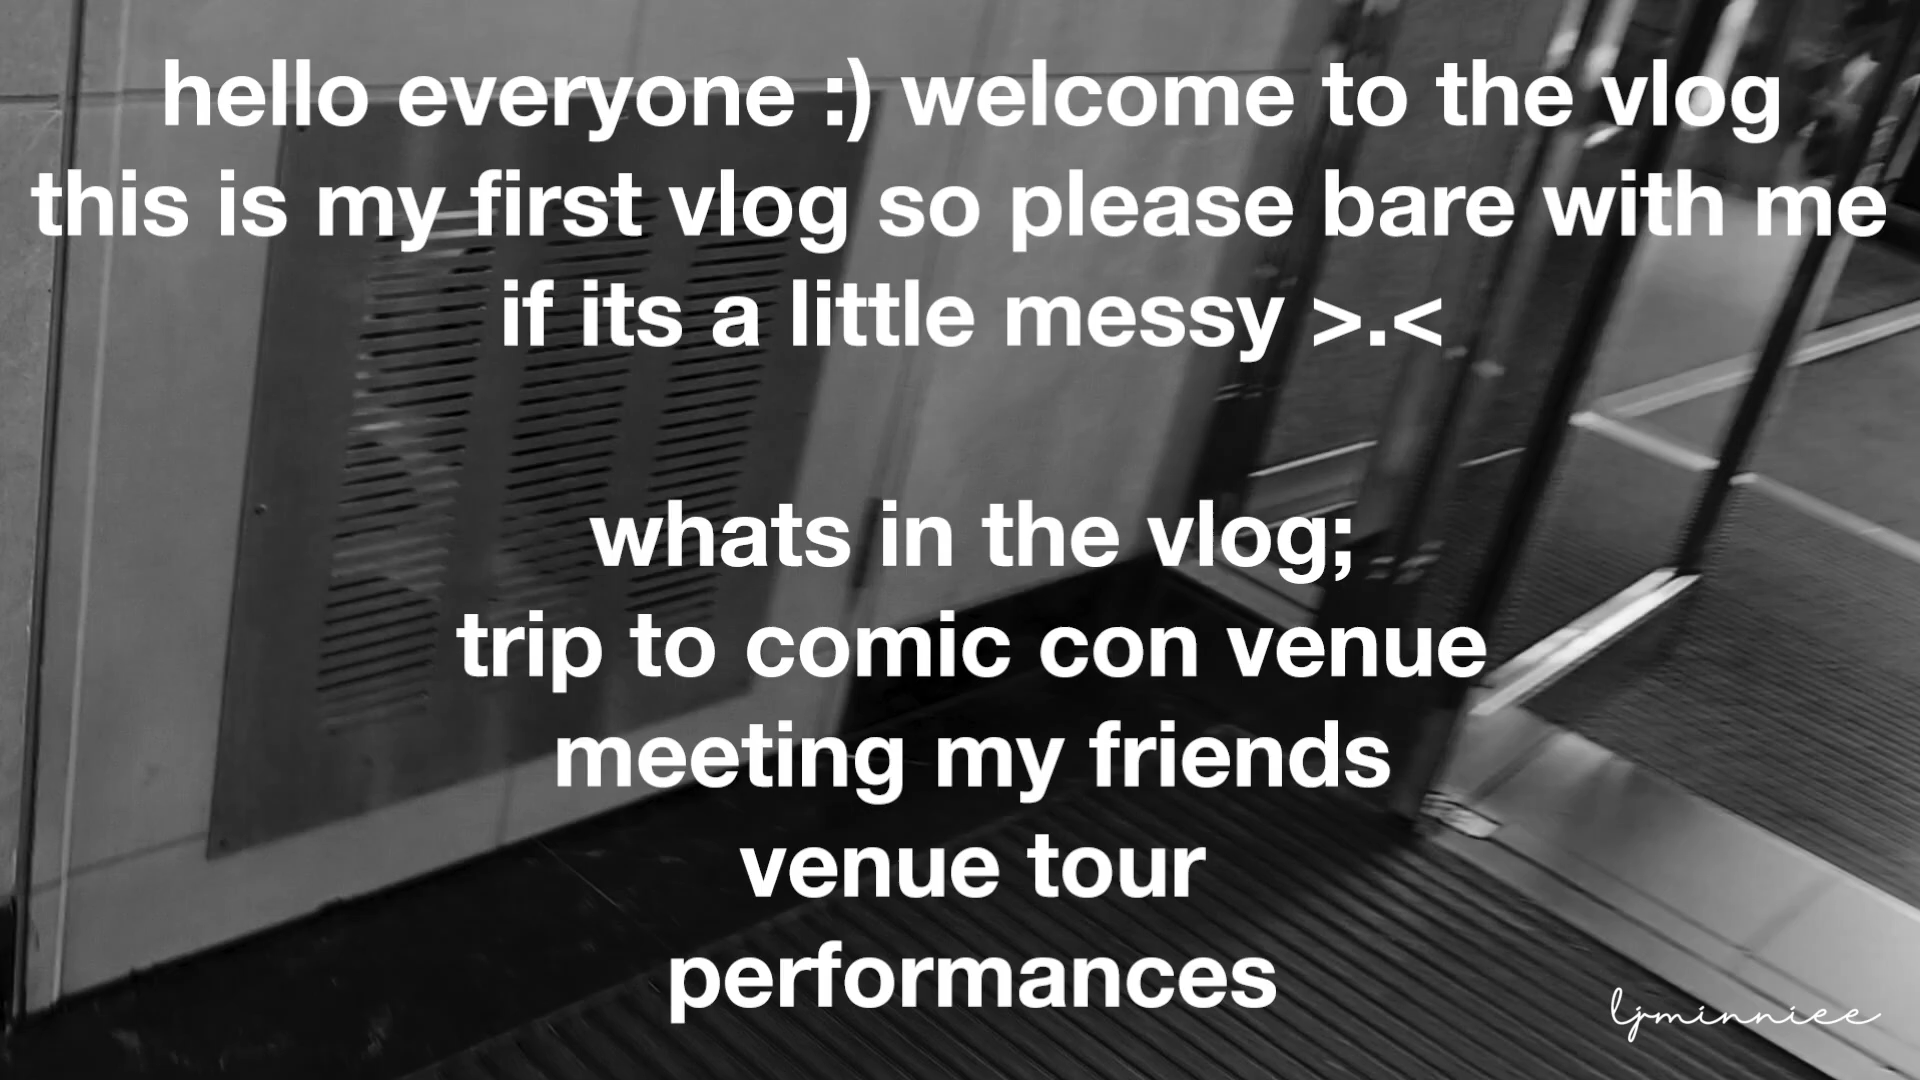 hello everyone :) welcome to the vlog
this is my first vlog so please bare with me
if its a little messy >.<
whats in the vlog;
trip to comic con venue
meeting my friends
venue tour
performances
ljminniee